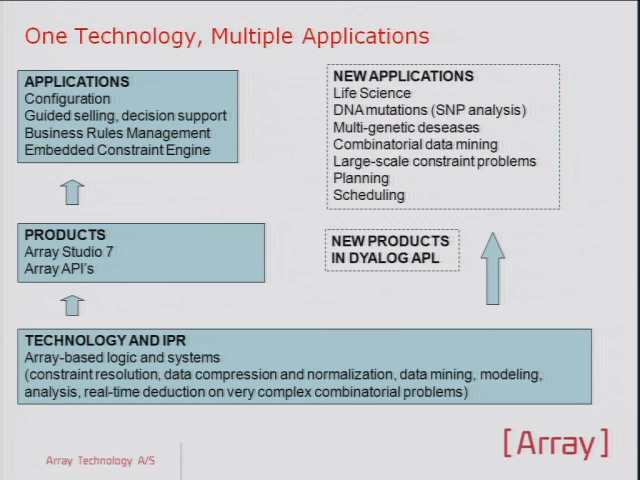 One Technology, Multiple Applications
APPLICATIONS
Configuration
Guided selling, decision support
Business Rules Management
Embedded Constraint Engine
NEW APPLICATIONS
Life Science
DNA mutations (SNP analysis)
Multi-genetic deseases
Combinatorial data mining
Large-scale constraint problems
Planning
Scheduling
PRODUCTS
Array Studio 7
Array API's
NEW PRODUCTS
IN DYALOG APL
TECHNOLOGY AND IPR
Array-based logic and systems
(constraint resolution, data compression and normalization, data mining, modeling,
analysis, real-time deduction on very complex combinatorial problems)
Array Technology A/S
[Array]